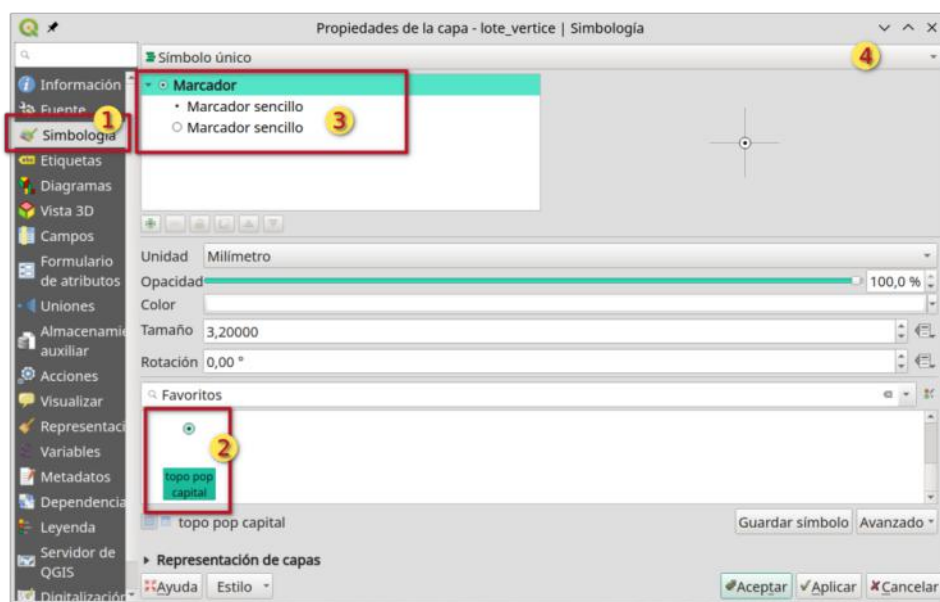 Propiedades de la capa - lote_vertice | Simbología
4
Símbolo único
Información
Fuente
1
Simbología
Etiquetas
Diagramas
Vista 3D
Campos
Formulario
de atributos
Uniones
Almacenamie
auxiliar
Acciones
Visualizar
Representaci
Variables
Metadatos
Dependencia
Leyenda
Servidor de
QGIS
Digitalización
Marcador
Marcador sencillo
Marcador sencillo
3
Unidad Milímetro
Opacidad 100,0 %
Color
Tamaño 3,20000
Rotación 0,00 °
Favoritos
2
topo pop
capital
topo pop capital
Guardar símbolo Avanzado
Representación de capas
Ayuda Estilo Aceptar Aplicar Cancelar